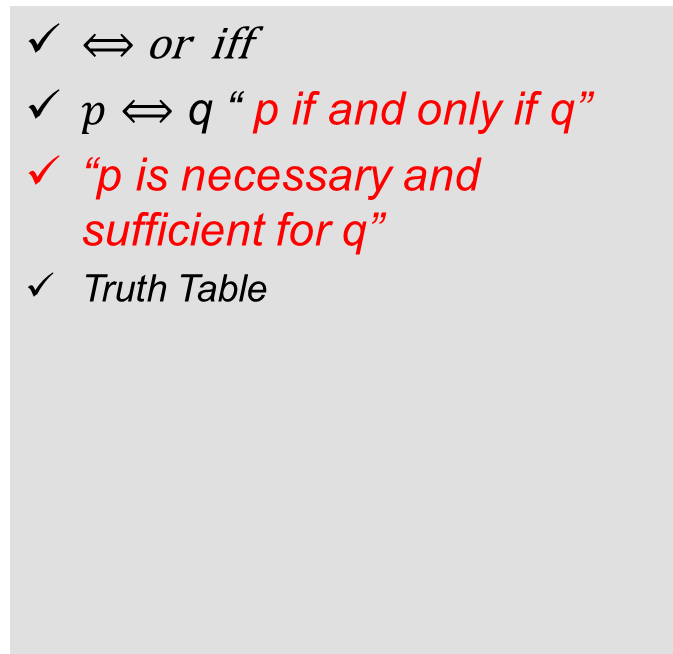 ✓ ⇔ or iff
✓ p ⇔ q “ p if and only if q”
✓ “p is necessary and
sufficient for q”
✓ Truth Table